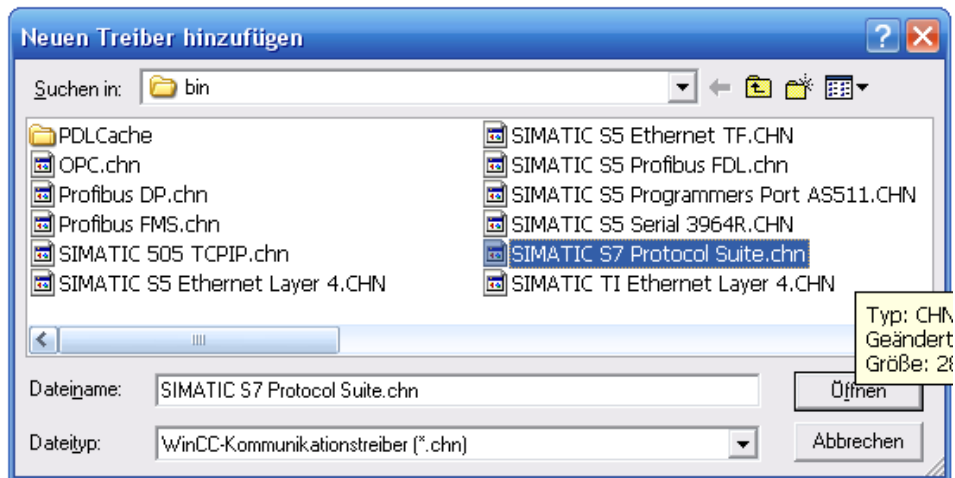 Neuen Treiber hinzufügen
Suchen in: bin
PDLCache
OPC.chn
Profibus DP.chn
Profibus FMS.chn
SIMATIC 505 TCPIP.chn
SIMATIC S5 Ethernet Layer 4.CHN
SIMATIC S5 Ethernet TF.CHN
SIMATIC S5 Profibus FDL.chn
SIMATIC S5 Programmers Port AS511.CHN
SIMATIC S5 Serial 3964R.CHN
SIMATIC S7 Protocol Suite.chn
SIMATIC TI Ethernet Layer 4.CHN
Typ: CHN
Geändert
Größe: 28
Dateiname: SIMATIC S7 Protocol Suite.chn Öffnen
Dateityp: WinCC-Kommunikationstreiber (*.chn) Abbrechen